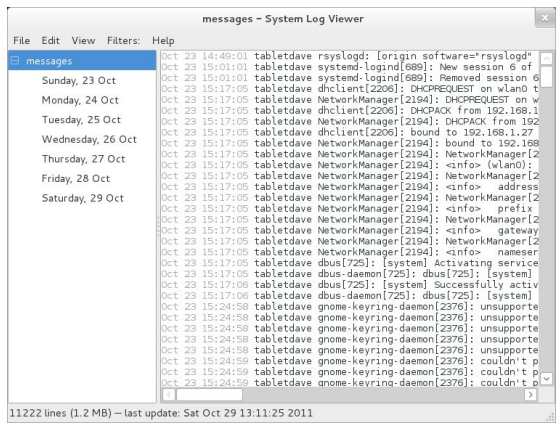 messages – System Log Viewer
File Edit View Filters: Help
messages
Sunday, 23 Oct
Monday, 24 Oct
Tuesday, 25 Oct
Wednesday, 26 Oct
Thursday, 27 Oct
Friday, 28 Oct
Saturday, 29 Oct
Oct 23 14:49:01 tabletdave rsyslogd: [origin software="rsyslogd"
Oct 23 15:01:01 tabletdave systemd-logind[689]: New session 6 of
Oct 23 15:01:01 tabletdave systemd-logind[689]: Removed session 6
Oct 23 15:17:05 tabletdave dhclient[2206]: DHCPREQUEST on wlan0 t
Oct 23 15:17:05 tabletdave NetworkManager[2194]: DHCPREQUEST on w
Oct 23 15:17:05 tabletdave dhclient[2206]: DHCPACK from 192.168.1
Oct 23 15:17:05 tabletdave NetworkManager[2194]: DHCPACK from 192
Oct 23 15:17:05 tabletdave dhclient[2206]: bound to 192.168.1.27
Oct 23 15:17:05 tabletdave NetworkManager[2194]: bound to 192.168
Oct 23 15:17:05 tabletdave NetworkManager[2194]: NetworkManager[2
Oct 23 15:17:05 tabletdave NetworkManager[2194]: <info> (wlan0):
Oct 23 15:17:05 tabletdave NetworkManager[2194]: NetworkManager[2
Oct 23 15:17:05 tabletdave NetworkManager[2194]: <info> address
Oct 23 15:17:05 tabletdave NetworkManager[2194]: NetworkManager[2
Oct 23 15:17:05 tabletdave NetworkManager[2194]: <info> prefix
Oct 23 15:17:05 tabletdave NetworkManager[2194]: NetworkManager[2
Oct 23 15:17:05 tabletdave NetworkManager[2194]: <info> gateway
Oct 23 15:17:05 tabletdave NetworkManager[2194]: NetworkManager[2
Oct 23 15:17:05 tabletdave NetworkManager[2194]: <info> nameser
Oct 23 15:17:05 tabletdave dbus[725]: [system] Activating service
Oct 23 15:17:05 tabletdave dbus-daemon[725]: dbus[725]: [system]
Oct 23 15:17:06 tabletdave dbus[725]: [system] Successfully activ
Oct 23 15:17:06 tabletdave dbus-daemon[725]: dbus[725]: [system]
Oct 23 15:24:58 tabletdave gnome-keyring-daemon[2376]: unsupporte
Oct 23 15:24:58 tabletdave gnome-keyring-daemon[2376]: unsupporte
Oct 23 15:24:58 tabletdave gnome-keyring-daemon[2376]: unsupporte
Oct 23 15:24:58 tabletdave gnome-keyring-daemon[2376]: unsupporte
Oct 23 15:24:58 tabletdave gnome-keyring-daemon[2376]: couldn't p
Oct 23 15:24:59 tabletdave gnome-keyring-daemon[2376]: couldn't p
Oct 23 15:24:59 tabletdave gnome-keyring-daemon[2376]: couldn't p
11222 lines (1.2 MB) – last update: Sat Oct 29 13:11:25 2011